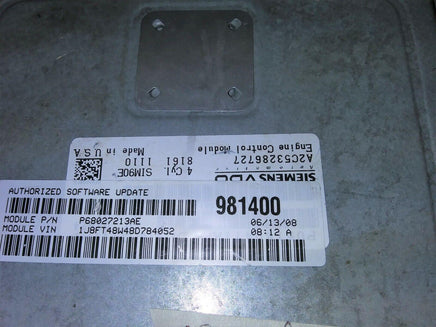 SIEMENS VDO
Automotive
A2C53286727
Engine Control Module
4 Cyl. SIM90E
8161 1110
Made in U.S.A
AUTHORIZED SOFTWARE UPDATE
981400
MODULE P/N P68027213AE 06/13/08
MODULE VIN 1J8FT48W48D784052 08:12 A